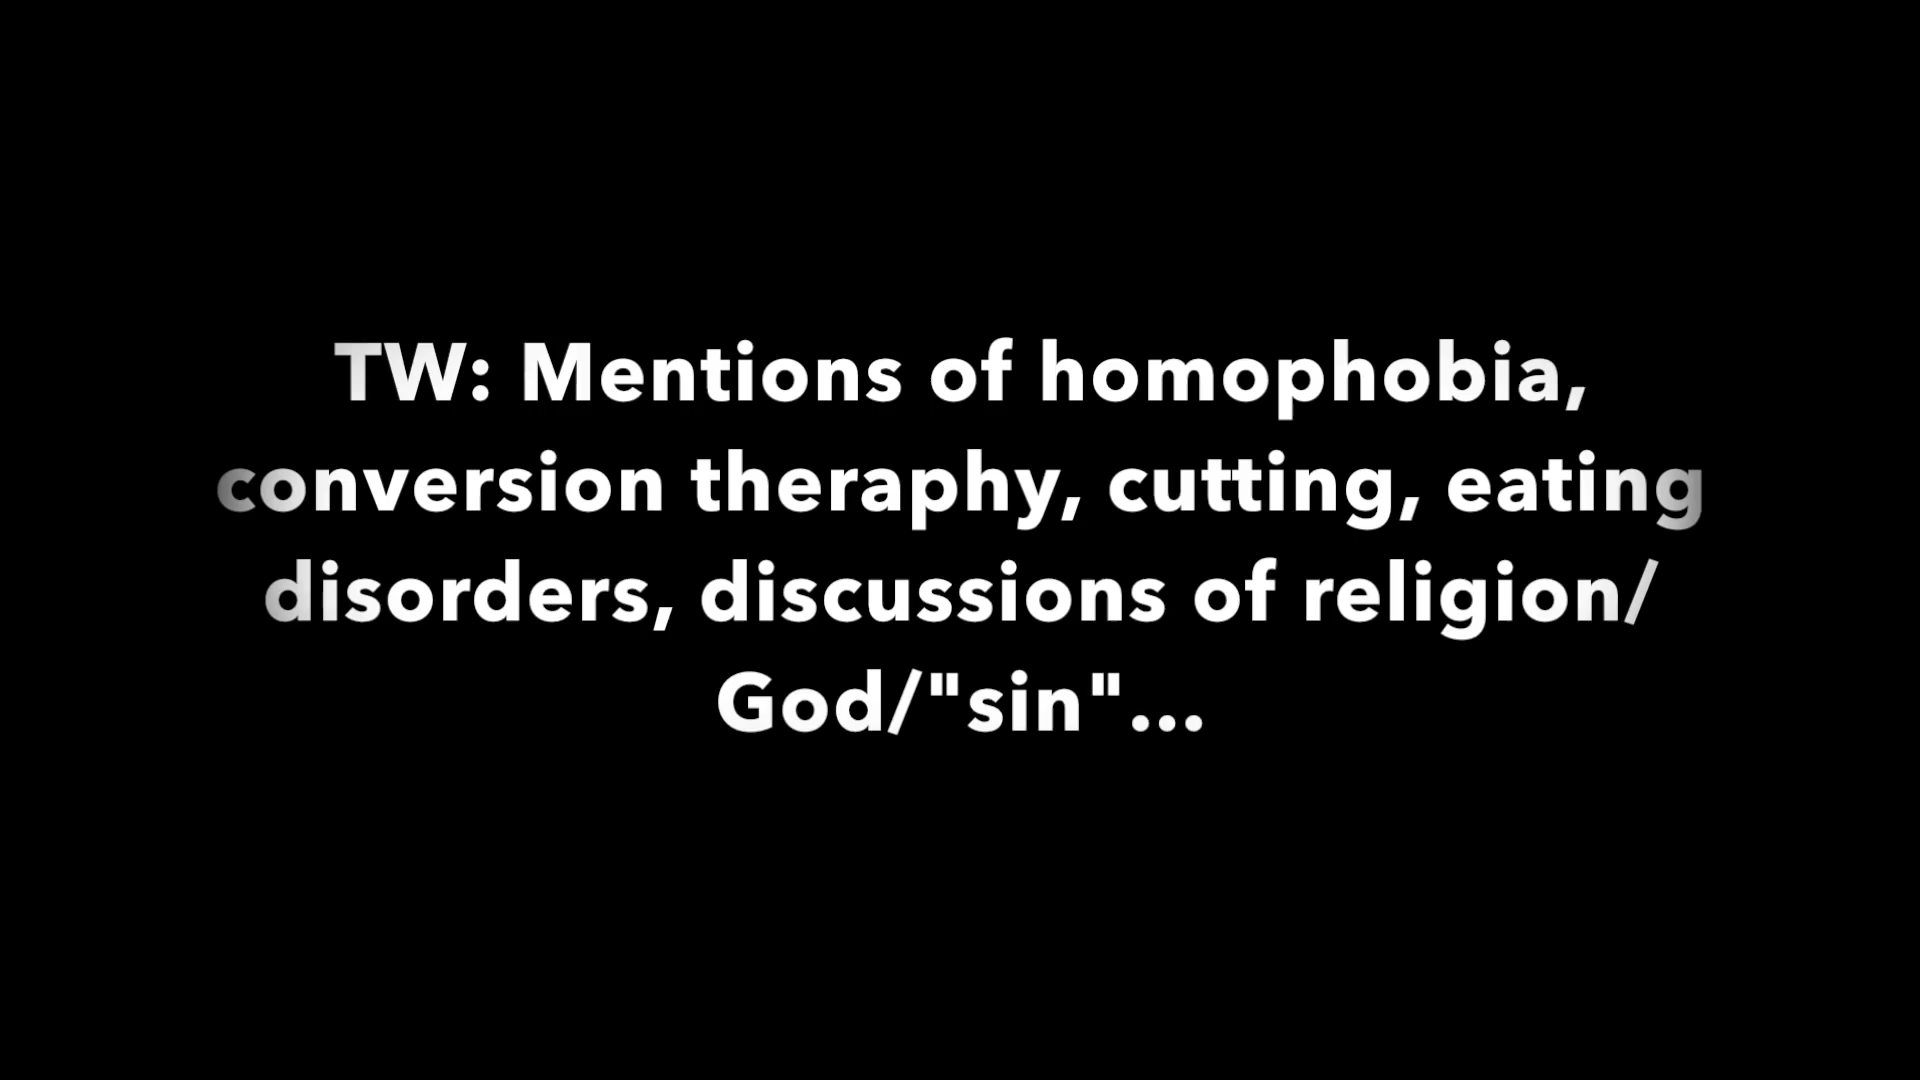 TW: Mentions of homophobia,
conversion theraphy, cutting, eating
disorders, discussions of religion/
God/"sin"...